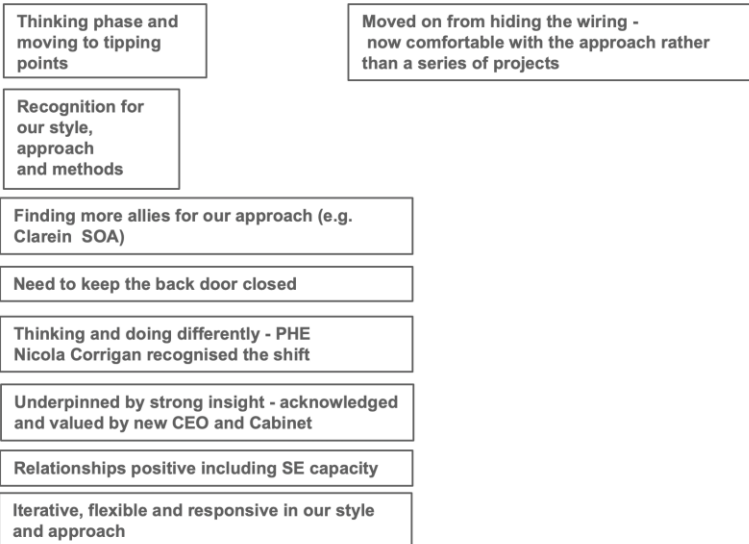 Thinking phase and
moving to tipping
points
Moved on from hiding the wiring -
now comfortable with the approach rather
than a series of projects
Recognition for
our style,
approach
and methods
Finding more allies for our approach (e.g.
Clarein  SOA)
Need to keep the back door closed
Thinking and doing differently - PHE
Nicola Corrigan recognised the shift
Underpinned by strong insight - acknowledged
and valued by new CEO and Cabinet
Relationships positive including SE capacity
Iterative, flexible and responsive in our style
and approach